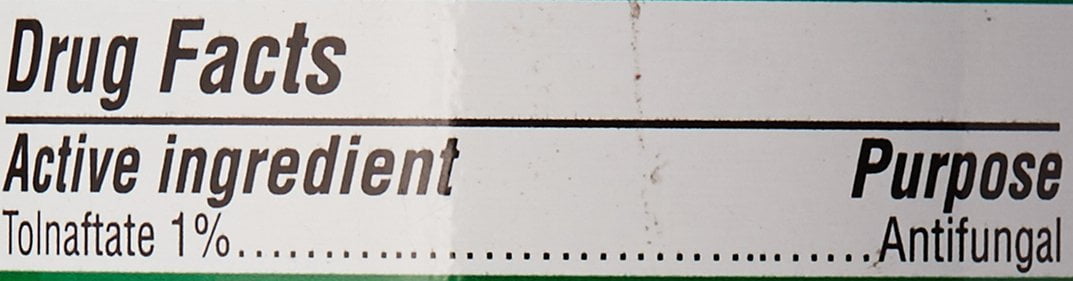 Drug Facts
Active ingredient Purpose
Tolnaftate 1%.......................................Antifungal